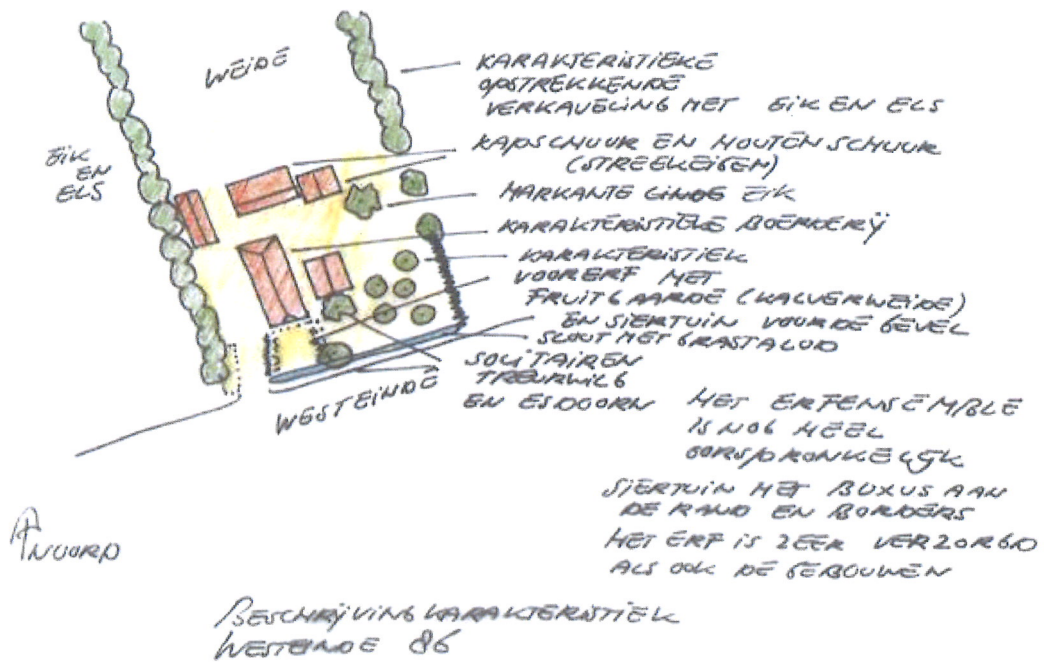 WEIDE
EIK
EN
ELS
KARAKTERISTIEKE
OPSTREKKENDE
VERKAVELING MET EIK EN ELS
KAPSCHUUR EN HOUTEN SCHUUR
(STREEKEIGEN)
MARKANTE LINDE EIK
KARAKTERISTIEKE BOERDERIJ
KARAKTERISTIEK
VOORERF MET
FRUITGAARDE (KALVERWEIDE)
EN SIERTUIN VOOR DE GEVEL
SLOOT MET GRASTALUD
SOLITAIREN
TREURWILG
EN ESDOORN
WESTEINDE
HET ERFENSEMBLE
IS NOG HEEL
OORSPRONKELIJK
SIERTUIN MET BUXUS AAN
DE RAND EN BORDERS
HET ERF IS ZEER VERZORGD
ALS OOK DE GEBOUWEN
NOORD
BESCHRIJVING KARAKTERISTIEK
WESTEINDE 86